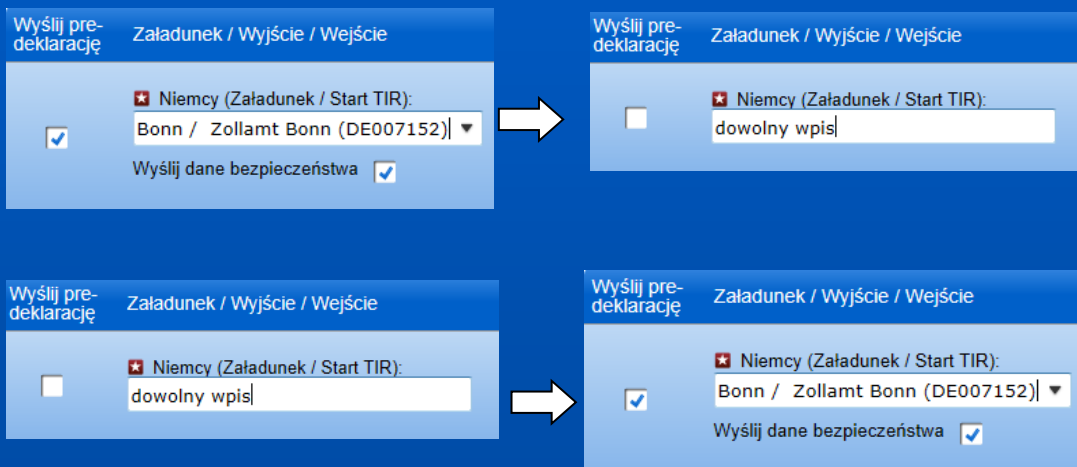 Wyślij pre-
deklarację
Załadunek / Wyjście / Wejście
Niemcy (Załadunek / Start TIR):
Bonn /  Zollamt Bonn (DE007152)
Wyślij dane bezpieczeństwa
Wyślij pre-
deklarację
Załadunek / Wyjście / Wejście
Niemcy (Załadunek / Start TIR):
dowolny wpis
Wyślij pre-
deklarację
Załadunek / Wyjście / Wejście
Niemcy (Załadunek / Start TIR):
dowolny wpis
Wyślij pre-
deklarację
Załadunek / Wyjście / Wejście
Niemcy (Załadunek / Start TIR):
Bonn /  Zollamt Bonn (DE007152)
Wyślij dane bezpieczeństwa